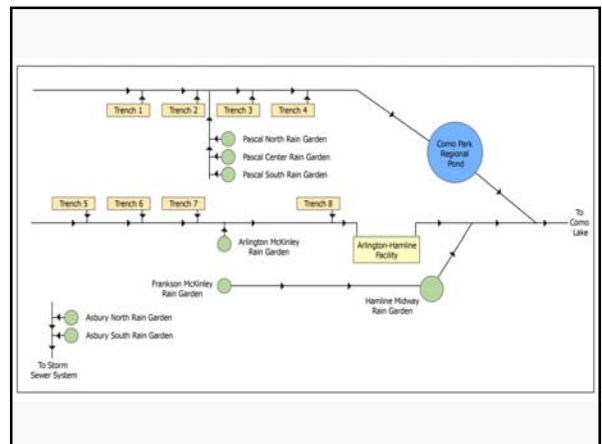 Trench 1
Trench 2
Trench 3
Trench 4
Pascal North Rain Garden
Pascal Center Rain Garden
Pascal South Rain Garden
Como Park
Regional
Pond
Trench 5
Trench 6
Trench 7
Trench 8
To
Como
Lake
Arlington McKinley
Rain Garden
Arlington-Hamline
Facility
Frankson McKinley
Rain Garden
Hamline Midway
Rain Garden
Asbury North Rain Garden
Asbury South Rain Garden
To Storm
Sewer System